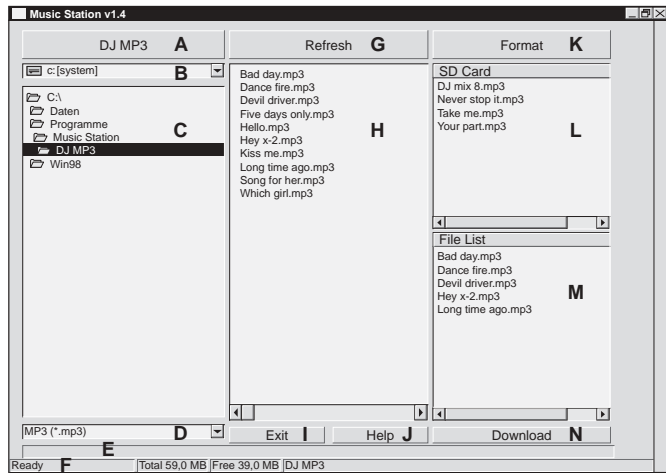 Music Station v1.4
DJ MP3 A
Refresh G
Format K
c:[system] B
C:\
Daten
Programme
Music Station
DJ MP3
Win98
C
MP3 (*.mp3) D
Bad day.mp3
Dance fire.mp3
Devil driver.mp3
Five days only.mp3
Hello.mp3
Hey x-2.mp3
Kiss me.mp3
Long time ago.mp3
Song for her.mp3
Which girl.mp3
H
Exit I
Help J
SD Card
DJ mix 8.mp3
Never stop it.mp3
Take me.mp3
Your part.mp3
L
File List
Bad day.mp3
Dance fire.mp3
Devil driver.mp3
Hey x-2.mp3
Long time ago.mp3
M
Download N
E
Ready F Total 59,0 MB Free 39,0 MB DJ MP3